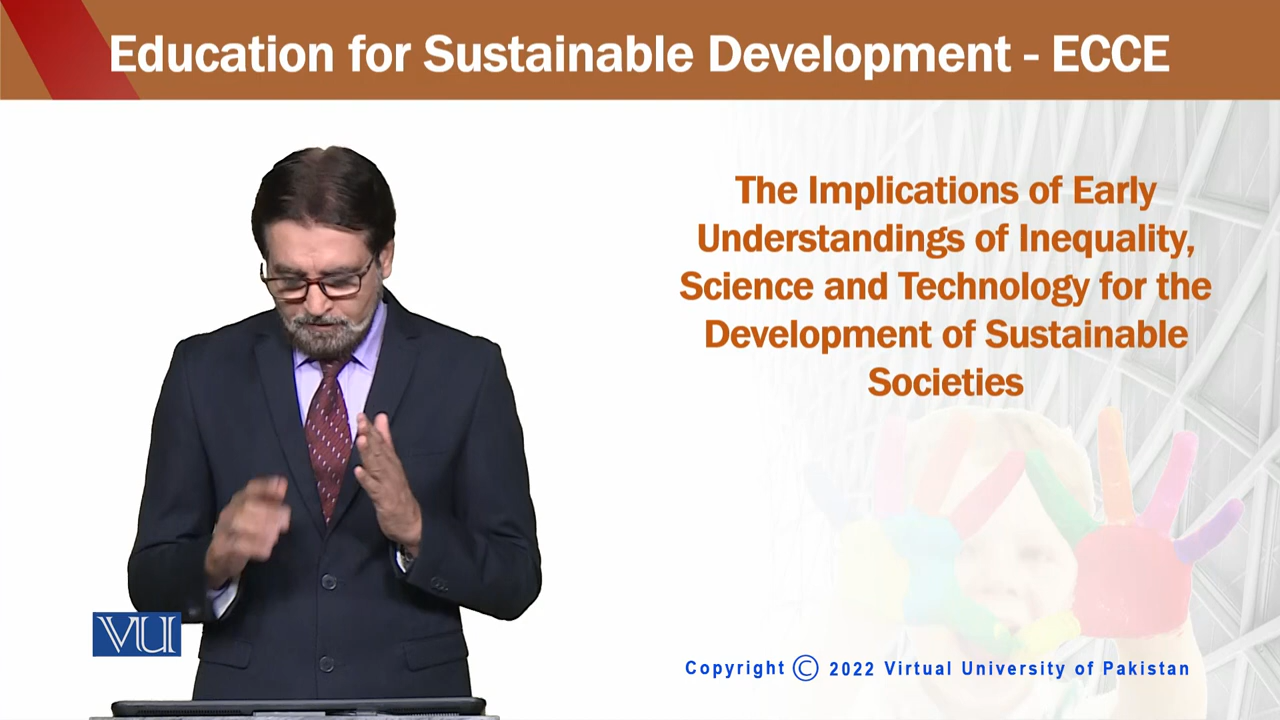 Education for Sustainable Development - ECCE
The Implications of Early
Understandings of Inequality,
Science and Technology for the
Development of Sustainable
Societies
VU
Copyright © 2022 Virtual University of Pakistan